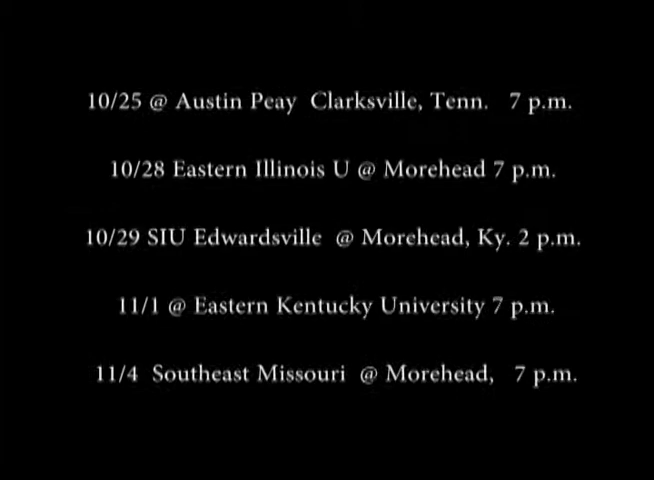 10/25 @ Austin Peay Clarksville, Tenn. 7 p.m.
10/28 Eastern Illinois U @ Morehead 7 p.m.
10/29 SIU Edwardsville @ Morehead, Ky. 2 p.m.
11/1 @ Eastern Kentucky University 7 p.m.
11/4 Southeast Missouri @ Morehead, 7 p.m.